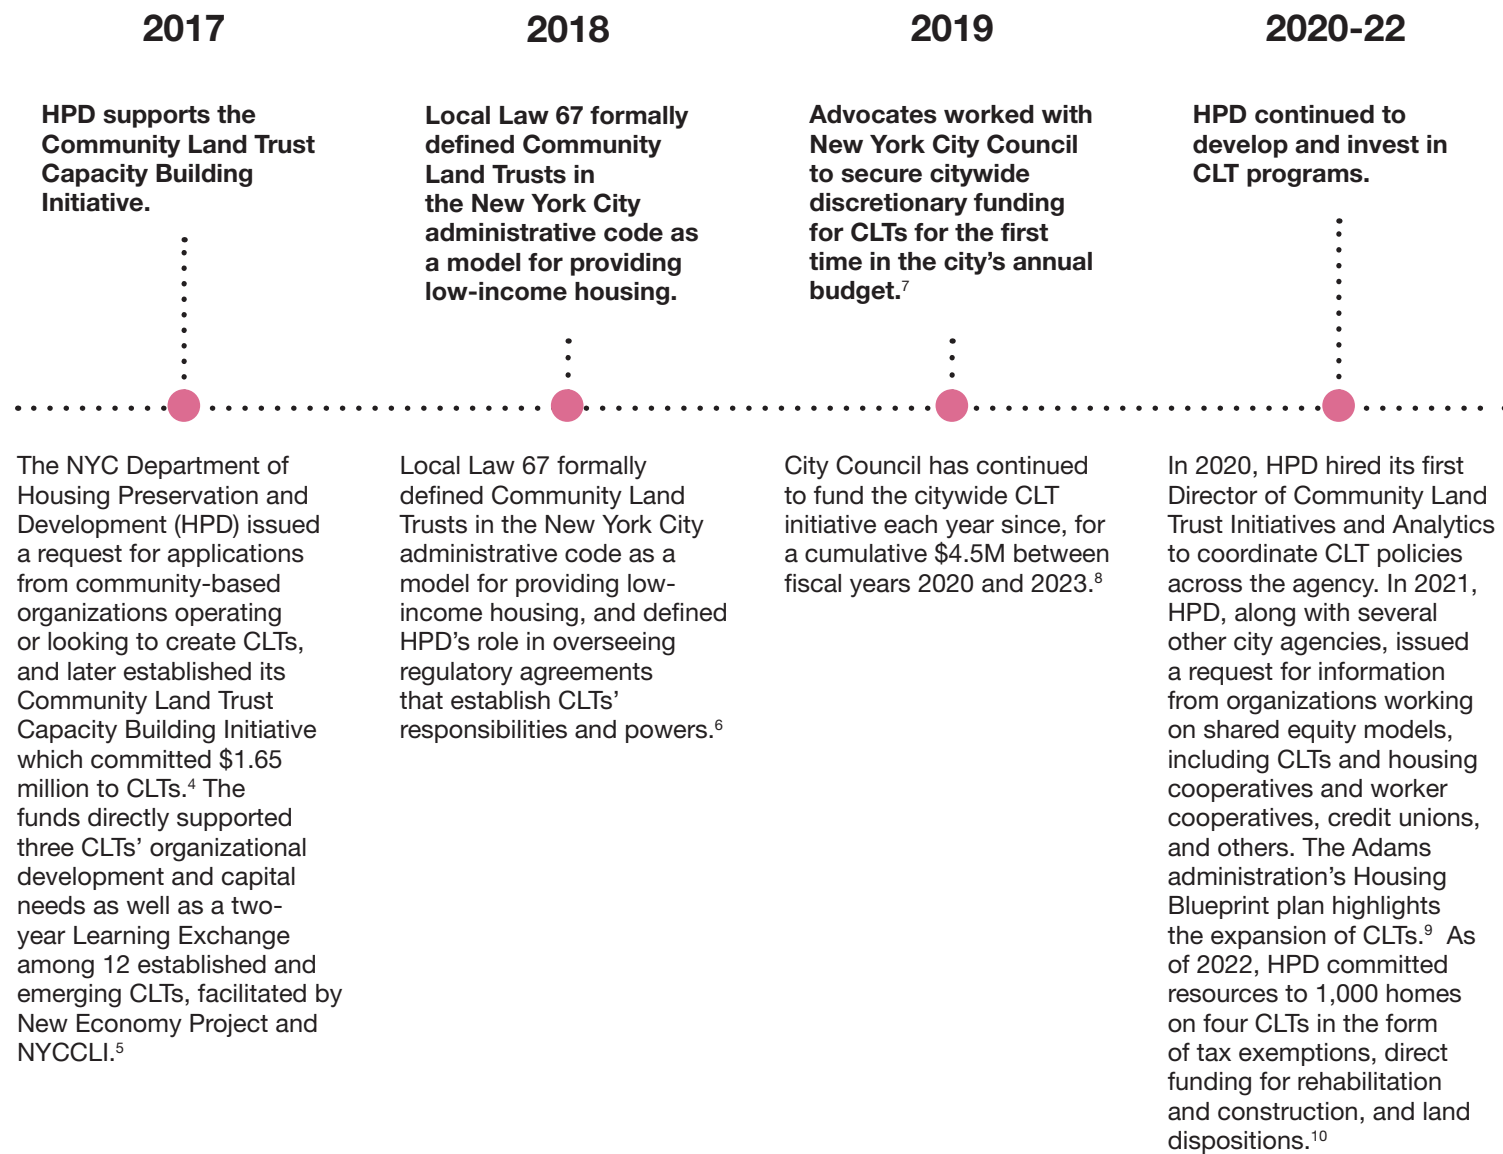 2017
HPD supports the
Community Land Trust
Capacity Building
Initiative.
The NYC Department of
Housing Preservation and
Development (HPD) issued
a request for applications
from community-based
organizations operating
or looking to create CLTs,
and later established its
Community Land Trust
Capacity Building Initiative
which committed $1.65
million to CLTs.⁴ The
funds directly supported
three CLTs’ organizational
development and capital
needs as well as a two-
year Learning Exchange
among 12 established and
emerging CLTs, facilitated by
New Economy Project and
NYCCLI.⁵
2018
Local Law 67 formally
defined Community
Land Trusts in
the New York City
administrative code as
a model for providing
low-income housing.
Local Law 67 formally
defined Community Land
Trusts in the New York City
administrative code as a
model for providing low-
income housing, and defined
HPD’s role in overseeing
regulatory agreements
that establish CLTs’
responsibilities and powers.⁶
2019
Advocates worked with
New York City Council
to secure citywide
discretionary funding
for CLTs for the first
time in the city’s annual
budget.⁷
City Council has continued
to fund the citywide CLT
initiative each year since, for
a cumulative $4.5M between
fiscal years 2020 and 2023.⁸
2020-22
HPD continued to
develop and invest in
CLT programs.
In 2020, HPD hired its first
Director of Community Land
Trust Initiatives and Analytics
to coordinate CLT policies
across the agency. In 2021,
HPD, along with several
other city agencies, issued
a request for information
from organizations working
on shared equity models,
including CLTs and housing
cooperatives and worker
cooperatives, credit unions,
and others. The Adams
administration’s Housing
Blueprint plan highlights
the expansion of CLTs.⁹ As
of 2022, HPD committed
resources to 1,000 homes
on four CLTs in the form
of tax exemptions, direct
funding for rehabilitation
and construction, and land
dispositions.¹⁰